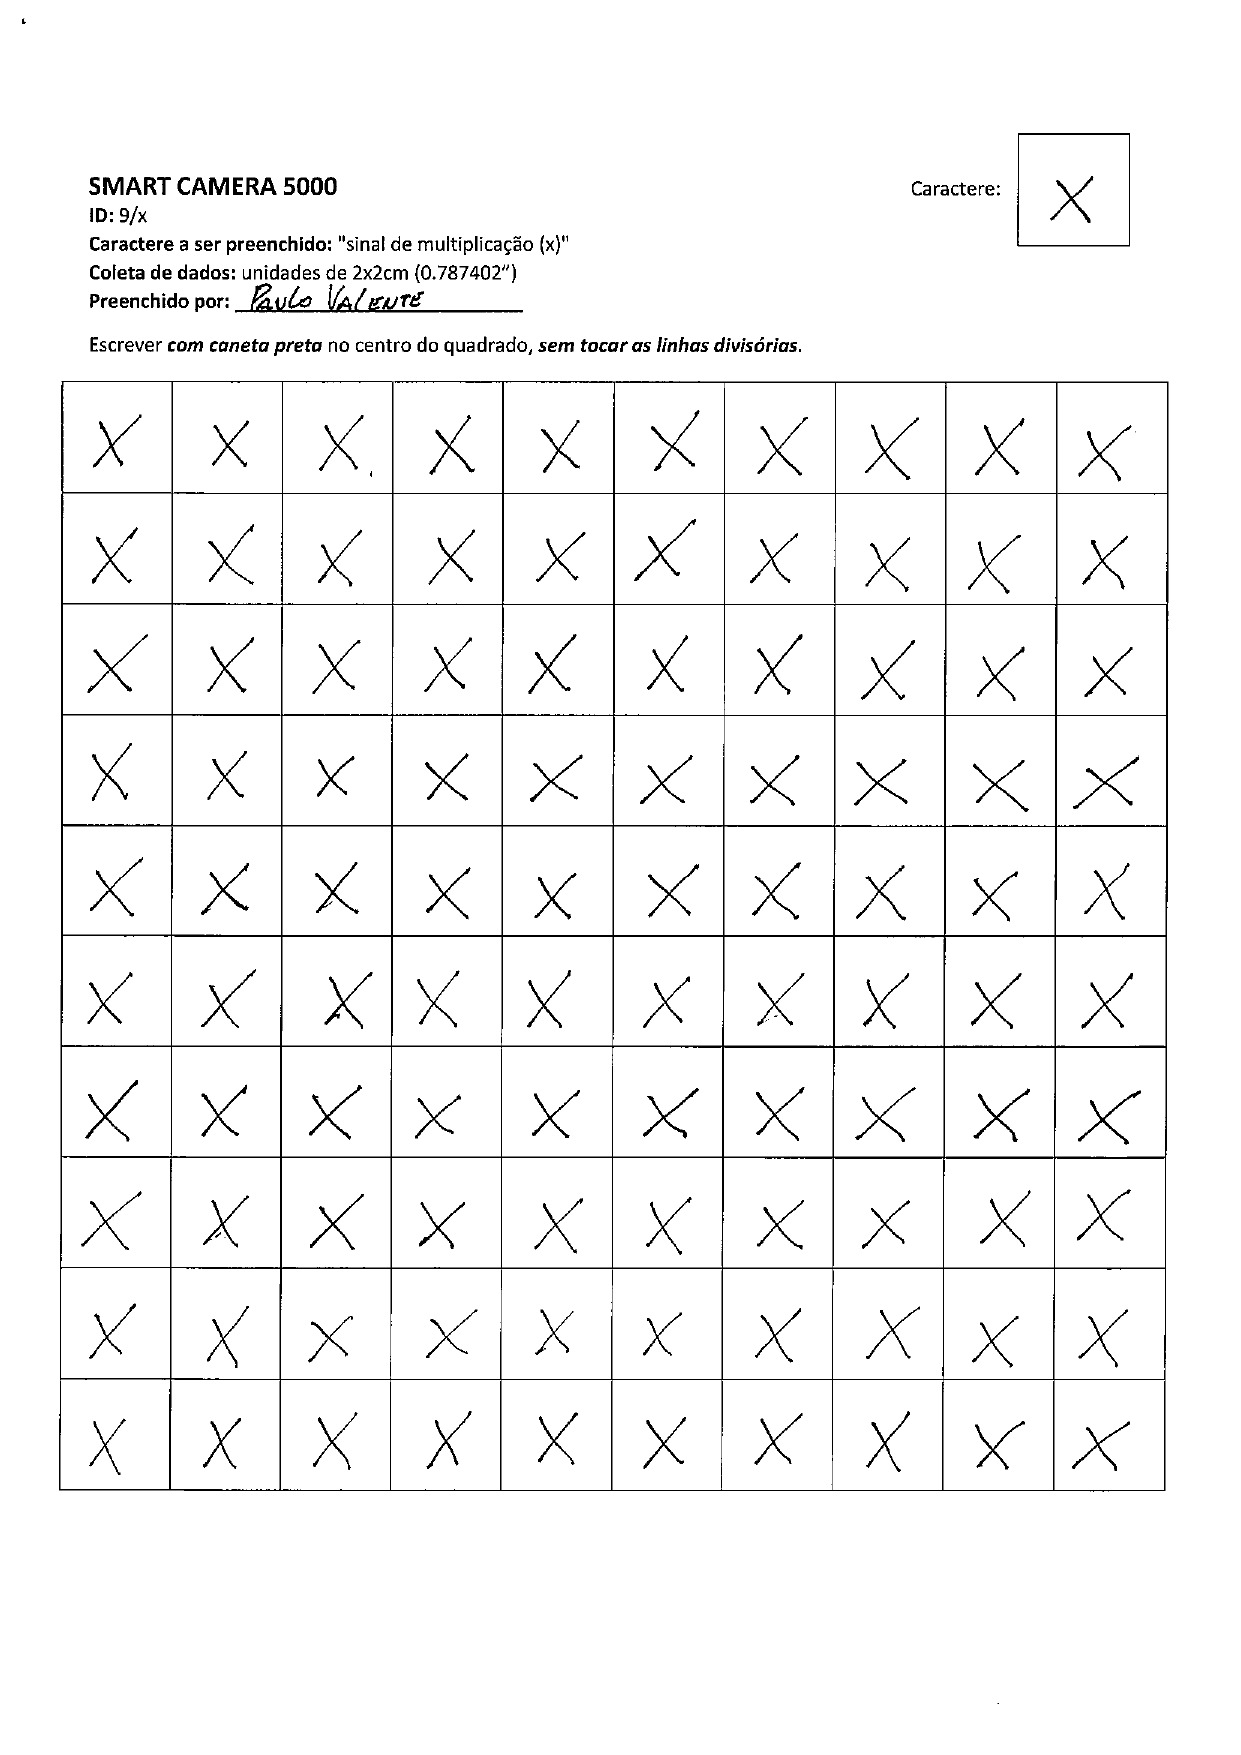 SMART CAMERA 5000
Caractere: X
ID: 9/x
Caractere a ser preenchido: "sinal de multiplicação (x)"
Coleta de dados: unidades de 2x2cm (0.787402")
Preenchido por: PAULO VALENTE
Escrever com caneta preta no centro do quadrado, sem tocar as linhas divisórias.
X X X X X X X X X X
X X X X X X X X X X
X X X X X X X X X X
X X X X X X X X X X
X X X X X X X X X X
X X X X X X X X X X
X X X X X X X X X X
X X X X X X X X X X
X X X X X X X X X X
X X X X X X X X X X